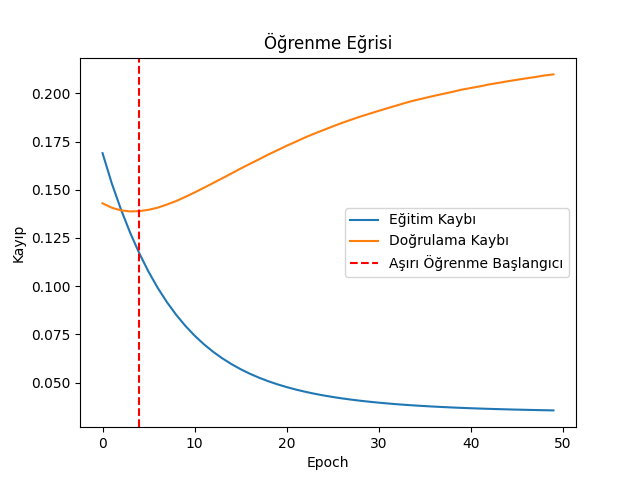 Öğrenme Eğrisi
Kayıp
0.200
0.175
0.150
0.125
0.100
0.075
0.050
Eğitim Kaybı
Doğrulama Kaybı
Aşırı Öğrenme Başlangıcı
0 10 20 30 40 50
Epoch